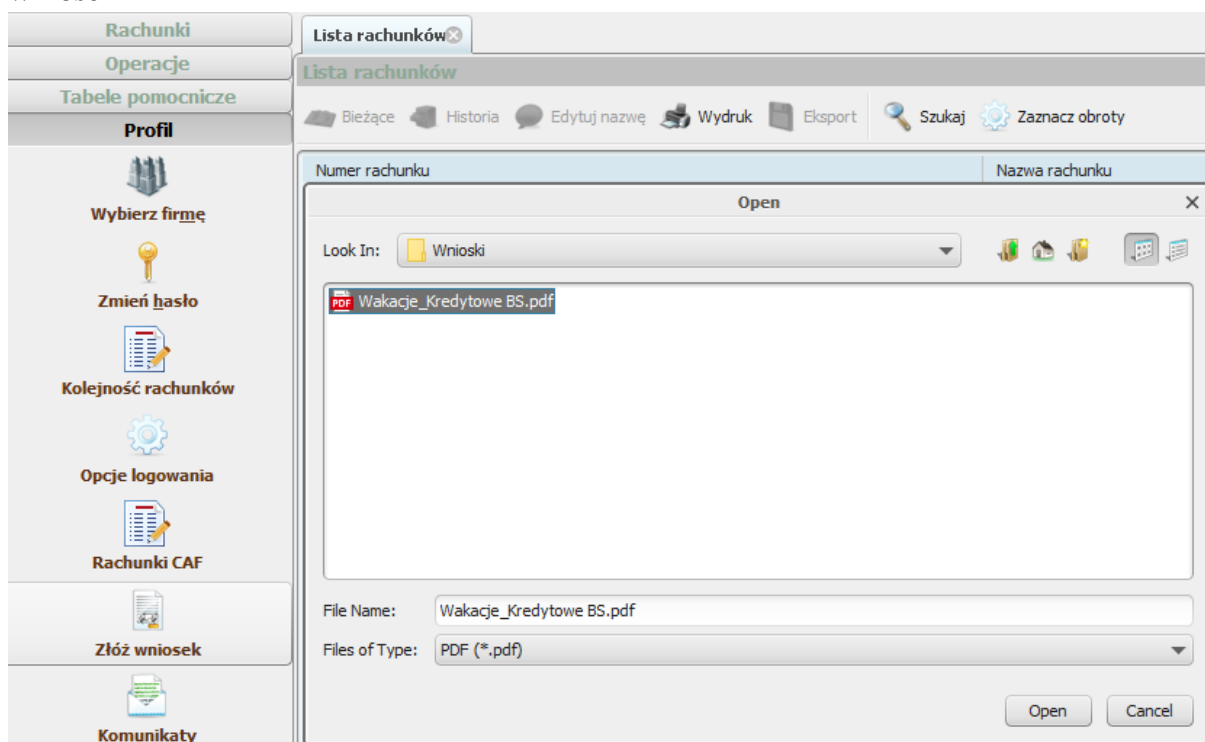 Rachunki
Operacje
Tabele pomocnicze
Profil
Wybierz firmę
Zmień hasło
Kolejność rachunków
Opcje logowania
Rachunki CAF
Złóż wniosek
Komunikaty
Lista rachunków
Lista rachunków
Bieżące Historia Edytuj nazwę Wydruk Eksport Szukaj Zaznacz obroty
Numer rachunku Nazwa rachunku
Open
Look In: Wnioski
PDF Wakacje_Kredytowe BS.pdf
File Name: Wakacje_Kredytowe BS.pdf
Files of Type: PDF (*.pdf)
Open Cancel